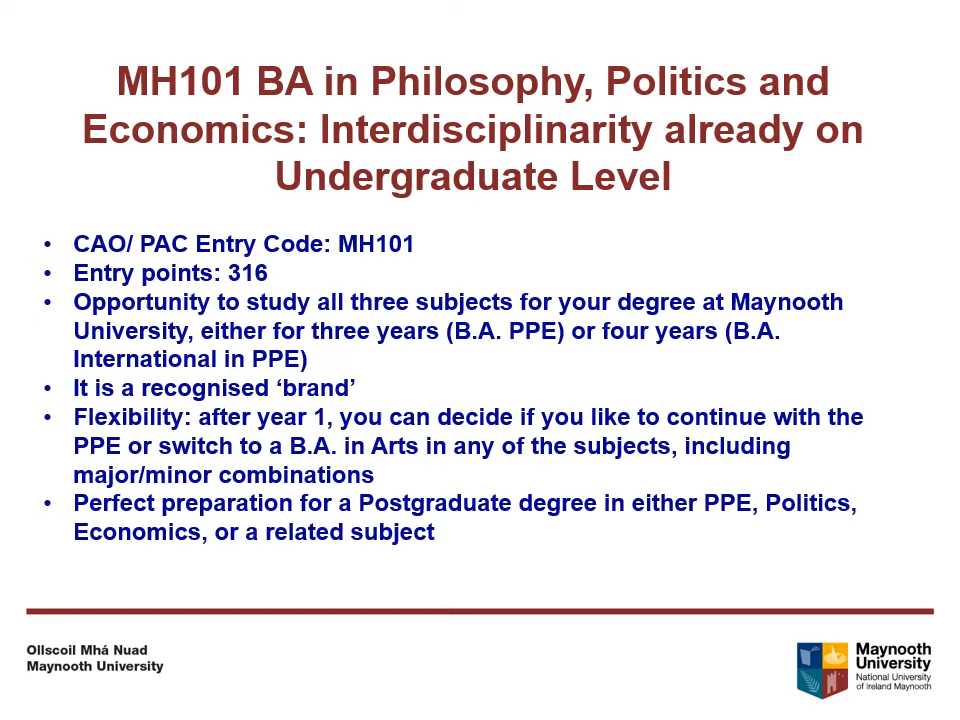 MH101 BA in Philosophy, Politics and
Economics: Interdisciplinarity already on
Undergraduate Level
• CAO/ PAC Entry Code: MH101
• Entry points: 316
• Opportunity to study all three subjects for your degree at Maynooth
University, either for three years (B.A. PPE) or four years (B.A.
International in PPE)
• It is a recognised ‘brand’
• Flexibility: after year 1, you can decide if you like to continue with the
PPE or switch to a B.A. in Arts in any of the subjects, including
major/minor combinations
• Perfect preparation for a Postgraduate degree in either PPE, Politics,
Economics, or a related subject
Ollscoil Mhá Nuad
Maynooth University
Maynooth
University
National University
of Ireland Maynooth